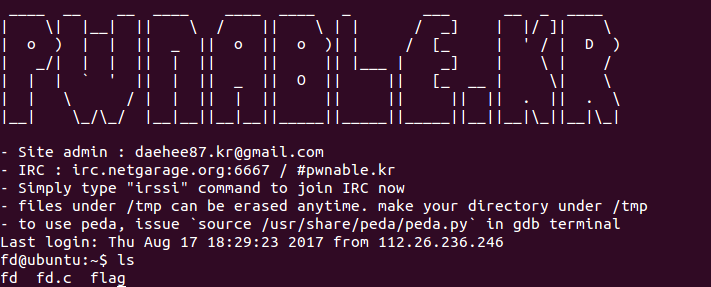 PWNABLE.KR
- Site admin : daehee87.kr@gmail.com
- IRC : irc.netgarage.org:6667 / #pwnable.kr
- Simply type "irssi" command to join IRC now
- files under /tmp can be erased anytime. make your directory under /tmp
- to use peda, issue `source /usr/share/peda/peda.py` in gdb terminal
Last login: Thu Aug 17 18:29:23 2017 from 112.26.236.246
fd@ubuntu:~$ ls
fd  fd.c  flag